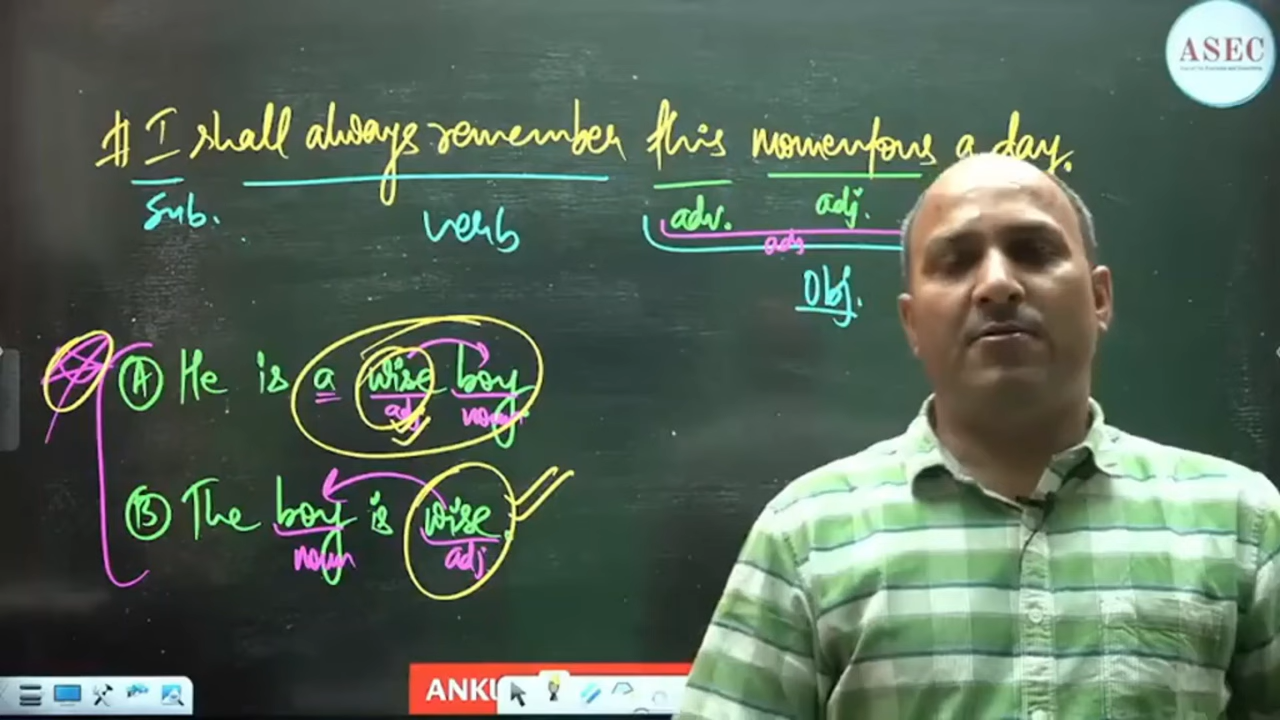 ASEC
# I shall always remember this momentous a day.
Sub.
verb
adv.
adj.
adj
Obj.
A He is a wise boy
adj
noun
B The boy is wise.
noun
adj
ANKU